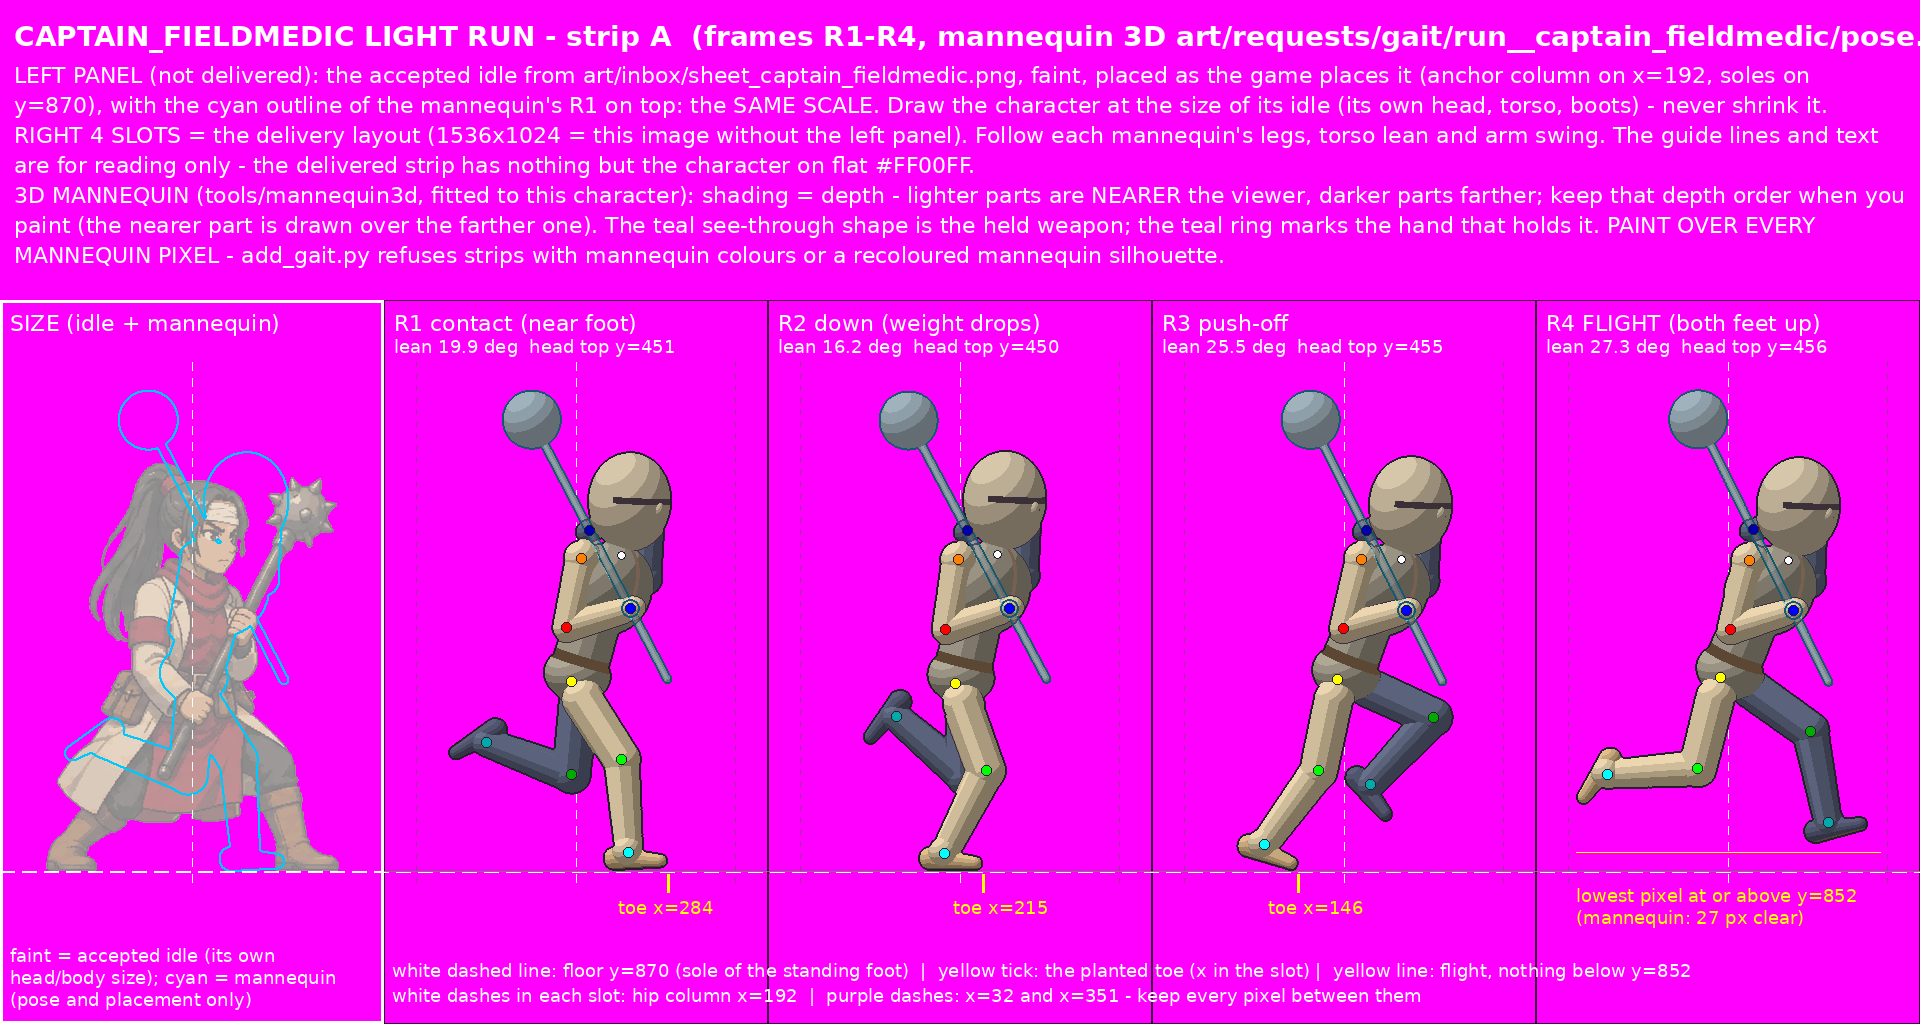 CAPTAIN_FIELDMEDIC LIGHT RUN - strip A  (frames R1-R4, mannequin 3D art/requests/gait/run__captain_fieldmedic/pose.
LEFT PANEL (not delivered): the accepted idle from art/inbox/sheet_captain_fieldmedic.png, faint, placed as the game places it (anchor column on x=192, soles on
y=870), with the cyan outline of the mannequin's R1 on top: the SAME SCALE. Draw the character at the size of its idle (its own head, torso, boots) - never shrink it.
RIGHT 4 SLOTS = the delivery layout (1536x1024 = this image without the left panel). Follow each mannequin's legs, torso lean and arm swing. The guide lines and text
are for reading only - the delivered strip has nothing but the character on flat #FF00FF.
3D MANNEQUIN (tools/mannequin3d, fitted to this character): shading = depth - lighter parts are NEARER the viewer, darker parts farther; keep that depth order when you
paint (the nearer part is drawn over the farther one). The teal see-through shape is the held weapon; the teal ring marks the hand that holds it. PAINT OVER EVERY
MANNEQUIN PIXEL - add_gait.py refuses strips with mannequin colours or a recoloured mannequin silhouette.
SIZE (idle + mannequin)
R1 contact (near foot)
lean 19.9 deg  head top y=451
R2 down (weight drops)
lean 16.2 deg  head top y=450
R3 push-off
lean 25.5 deg  head top y=455
R4 FLIGHT (both feet up)
lean 27.3 deg  head top y=456
toe x=284
toe x=215
toe x=146
lowest pixel at or above y=852
(mannequin: 27 px clear)
faint = accepted idle (its own
head/body size); cyan = mannequin
(pose and placement only)
white dashed line: floor y=870 (sole of the standing foot)  |  yellow tick: the planted toe (x in the slot) |  yellow line: flight, nothing below y=852
white dashes in each slot: hip column x=192  |  purple dashes: x=32 and x=351 - keep every pixel between them